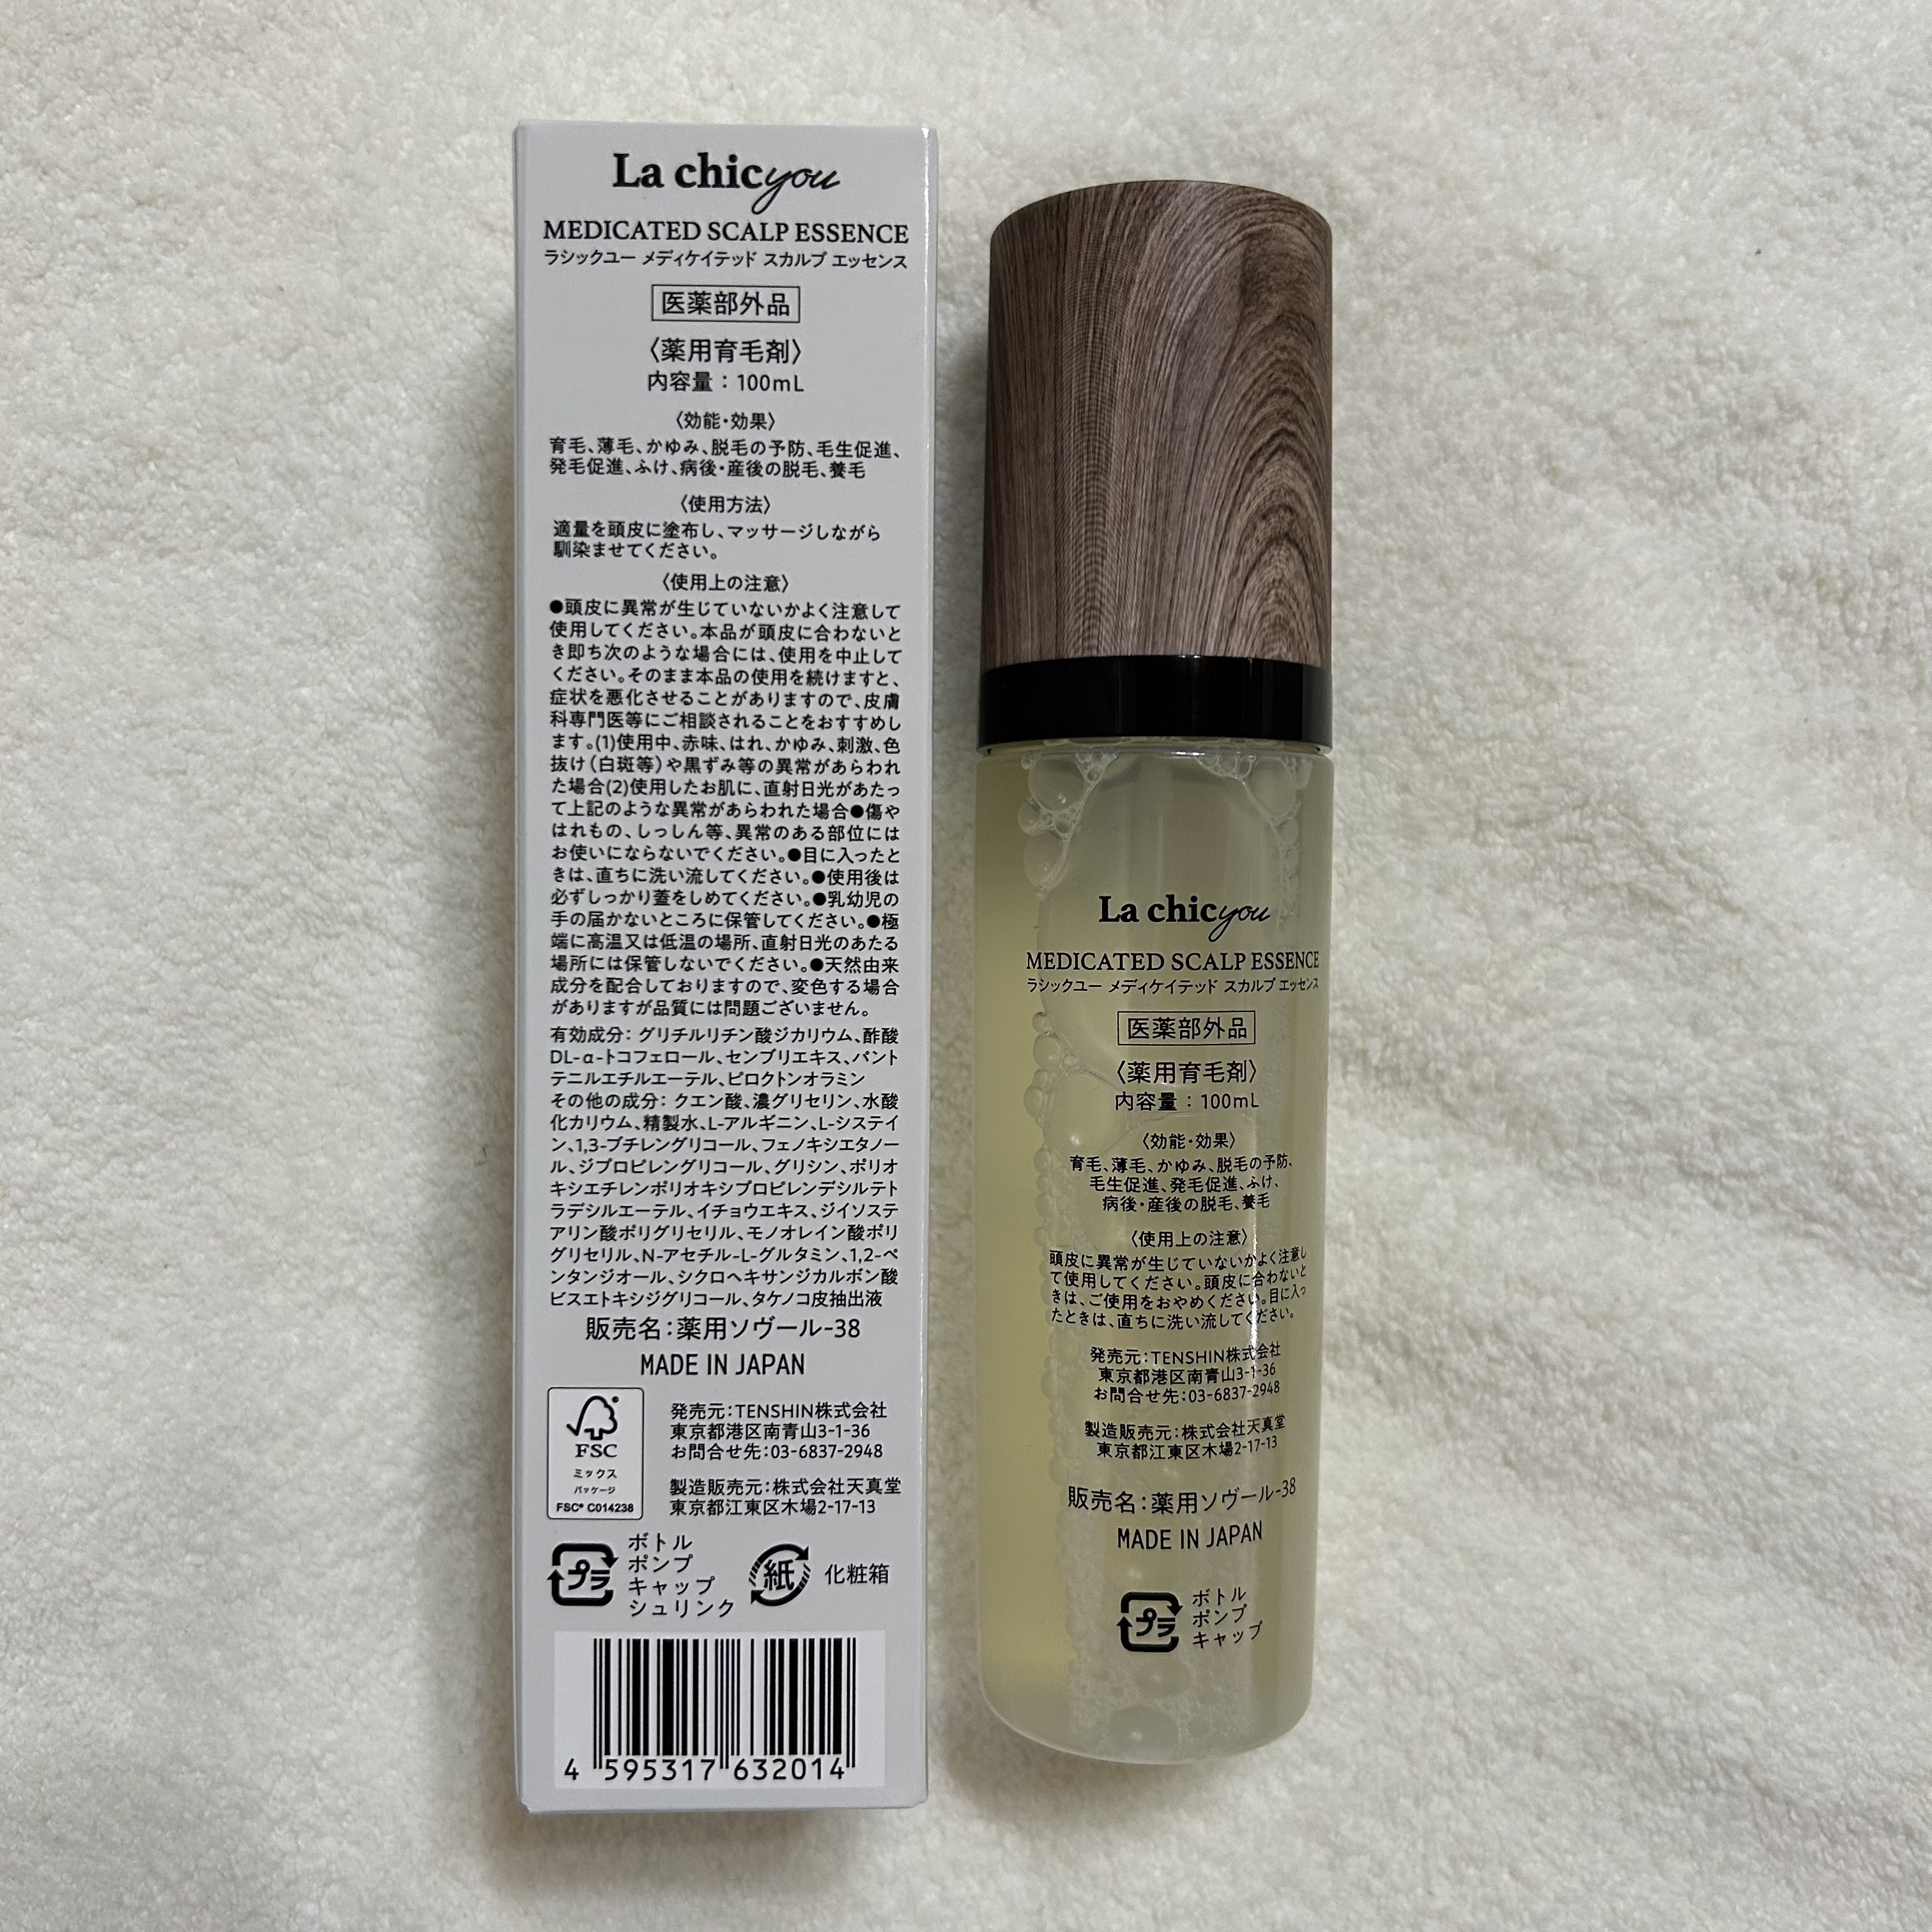 La chicyou
MEDICATED SCALP ESSENCE
ラシックユー メディケイテッド スカルプ エッセンス
医薬部外品
〈薬用育毛剤〉
内容量：100mL
〈効能・効果〉
育毛、薄毛、かゆみ、脱毛の予防、毛生促進、
発毛促進、ふけ、病後・産後の脱毛、養毛
〈使用方法〉
適量を頭皮に塗布し、マッサージしながら
馴染ませてください。
〈使用上の注意〉
●頭皮に異常が生じていないかよく注意して
使用してください。本品が頭皮に合わないと
き即ち次のような場合には、使用を中止して
ください。そのまま本品の使用を続けますと、
症状を悪化させることがありますので、皮膚
科専門医等にご相談されることをおすすめし
ます。(1)使用中、赤味、はれ、かゆみ、刺激、色
抜け（白斑等）や黒ずみ等の異常があらわれ
た場合(2)使用したお肌に、直射日光があたっ
て上記のような異常があらわれた場合●傷や
はれもの、しっしん等、異常のある部位には
お使いにならないでください。●目に入ったと
きは、直ちに洗い流してください。●使用後は
必ずしっかり蓋をしめてください。●乳幼児の
手の届かないところに保管してください。●極
端に高温又は低温の場所、直射日光のあたる
場所には保管しないでください。●天然由来
成分を配合しておりますので、変色する場合
がありますが品質には問題ございません。
有効成分：グリチルリチン酸ジカリウム、酢酸
DL-α-トコフェロール、センブリエキス、パント
テニルエチルエーテル、ピロクトンオラミン
その他の成分：クエン酸、濃グリセリン、水酸
化カリウム、精製水、L-アルギニン、L-システイ
ン、1,3-ブチレングリコール、フェノキシエタノー
ル、ジプロピレングリコール、グリシン、ポリオ
キシエチレンポリオキシプロピレンデシルテト
ラデシルエーテル、イチョウエキス、ジイソステ
アリン酸ポリグリセリル、モノオレイン酸ポリ
グリセリル、N-アセチル-L-グルタミン、1,2-ペ
ンタンジオール、シクロヘキサンジカルボン酸
ビスエトキシジグリコール、タケノコ皮抽出液
販売名：薬用ソヴール-38
MADE IN JAPAN
FSC
ミックス
パッケージ
FSC® C014238
発売元：TENSHIN株式会社
東京都港区南青山3-1-36
お問合せ先：03-6837-2948
製造販売元：株式会社天真堂
東京都江東区木場2-17-13
プラ
ボトル
ポンプ
キャップ
シュリンク
紙
化粧箱
4 595317 632014
La chicyou
MEDICATED SCALP ESSENCE
ラシックユー メディケイテッド スカルプ エッセンス
医薬部外品
〈薬用育毛剤〉
内容量：100mL
〈効能・効果〉
育毛、薄毛、かゆみ、脱毛の予防、
毛生促進、発毛促進、ふけ、
病後・産後の脱毛、養毛
〈使用上の注意〉
頭皮に異常が生じていないかよく注意し
て使用してください。頭皮に合わないと
きは、ご使用をおやめください。目に入っ
たときは、直ちに洗い流してください。
発売元：TENSHIN株式会社
東京都港区南青山3-1-36
お問合せ先：03-6837-2948
製造販売元：株式会社天真堂
東京都江東区木場2-17-13
販売名：薬用ソヴール-38
MADE IN JAPAN
プラ
ボトル
ポンプ
キャップ